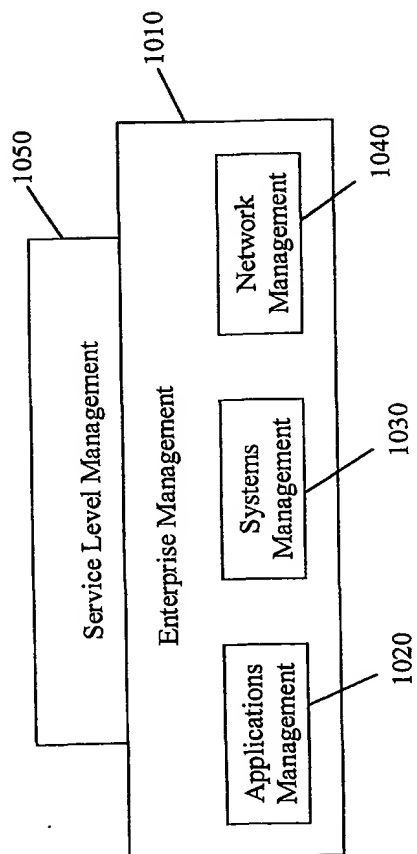 1050
Service Level Management
1010
Enterprise Management
Applications
Management
Systems
Management
Network
Management
1020
1030
1040